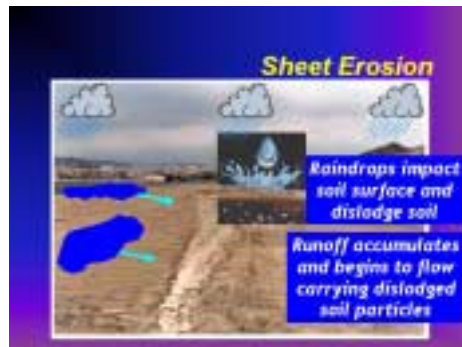 Sheet Erosion
Raindrops impact
soil surface and
dislodge soil
Runoff accumulates
and begins to flow
carrying dislodged
soil particles